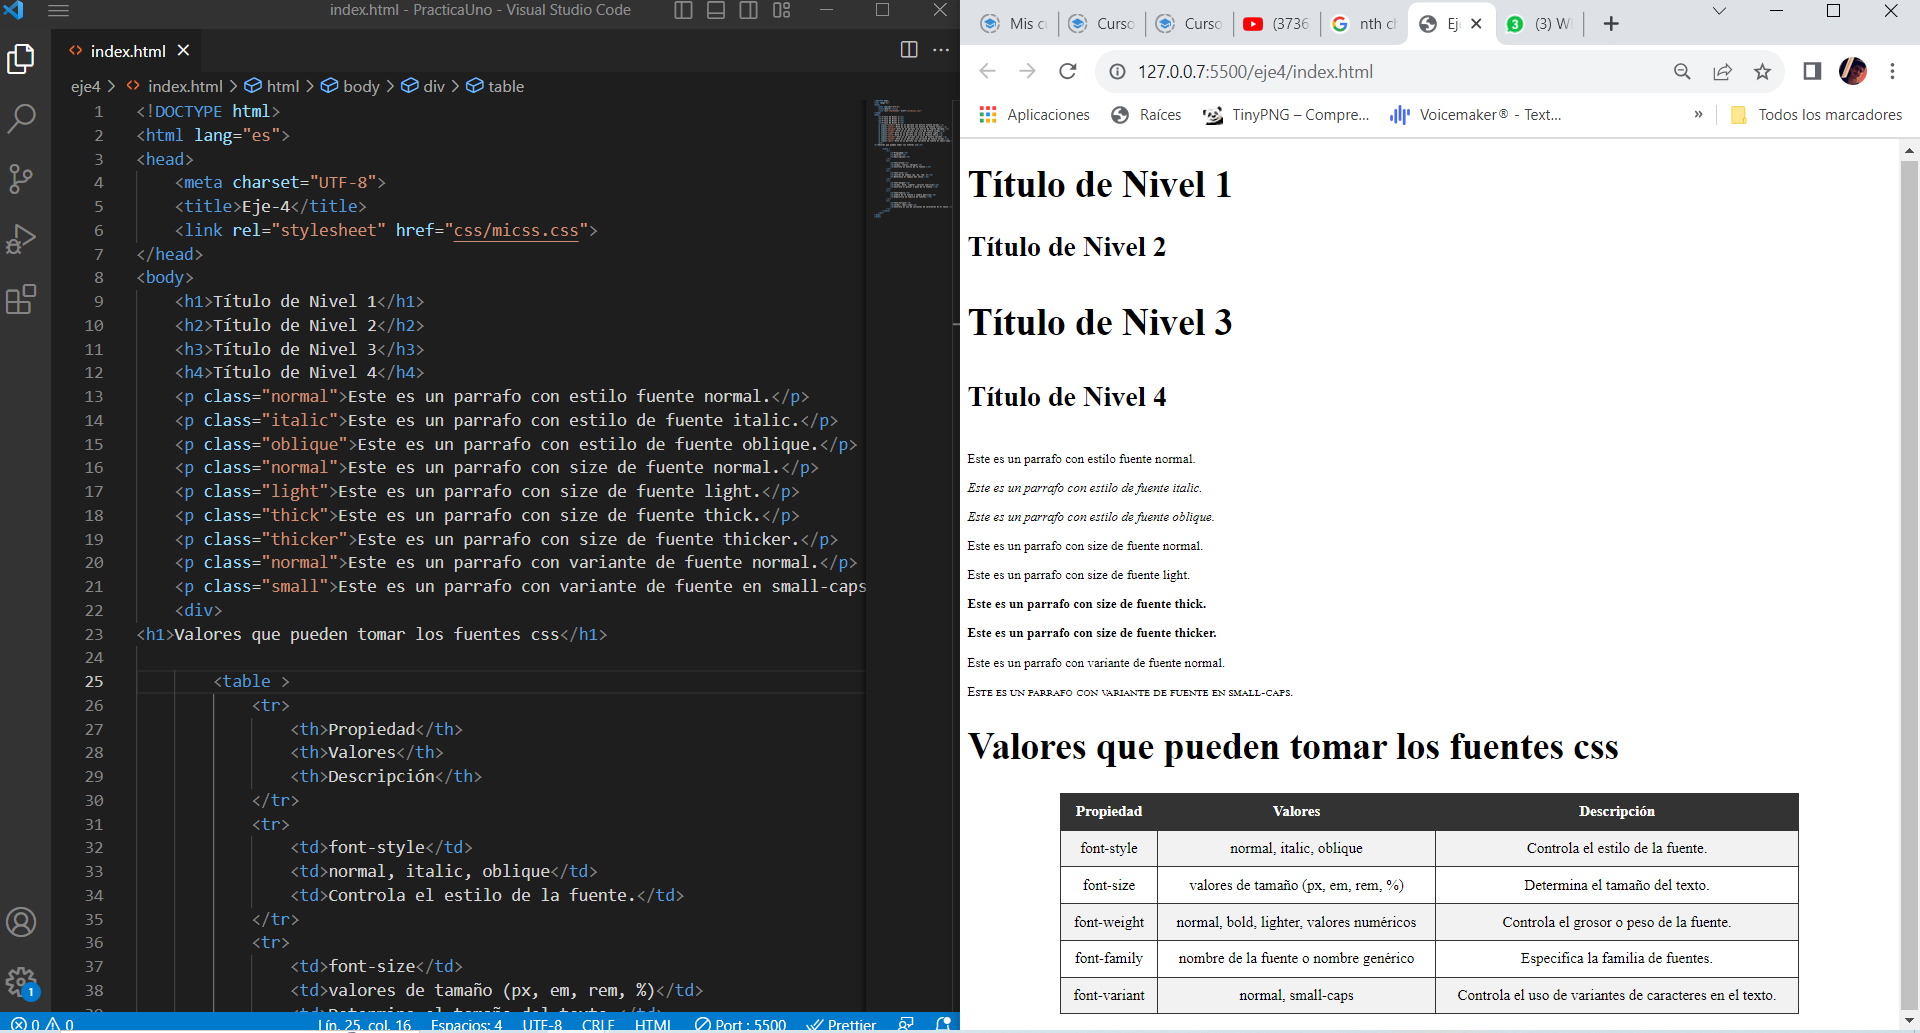 index.html - PracticaUno - Visual Studio Code
index.html
eje4 > index.html > html > body > div > table
1 <!DOCTYPE html>
2 <html lang="es">
3 <head>
4 <meta charset="UTF-8">
5 <title>Eje-4</title>
6 <link rel="stylesheet" href="css/micss.css">
7 </head>
8 <body>
9 <h1>Título de Nivel 1</h1>
10 <h2>Título de Nivel 2</h2>
11 <h3>Título de Nivel 3</h3>
12 <h4>Título de Nivel 4</h4>
13 <p class="normal">Este es un parrafo con estilo fuente normal.</p>
14 <p class="italic">Este es un parrafo con estilo de fuente italic.</p>
15 <p class="oblique">Este es un parrafo con estilo de fuente oblique.</p>
16 <p class="normal">Este es un parrafo con size de fuente normal.</p>
17 <p class="light">Este es un parrafo con size de fuente light.</p>
18 <p class="thick">Este es un parrafo con size de fuente thick.</p>
19 <p class="thicker">Este es un parrafo con size de fuente thicker.</p>
20 <p class="normal">Este es un parrafo con variante de fuente normal.</p>
21 <p class="small">Este es un parrafo con variante de fuente en small-caps
22 <div>
23 <h1>Valores que pueden tomar los fuentes css</h1>
24
25 <table >
26 <tr>
27 <th>Propiedad</th>
28 <th>Valores</th>
29 <th>Descripción</th>
30 </tr>
31 <tr>
32 <td>font-style</td>
33 <td>normal, italic, oblique</td>
34 <td>Controla el estilo de la fuente.</td>
35 </tr>
36 <tr>
37 <td>font-size</td>
38 <td>valores de tamaño (px, em, rem, %)</td>
1
0 0 Lín. 25, col. 16 Espacios: 4 UTF-8 CRLF HTML Port : 5500 Prettier
Mis cu Curso Curso (3736 nth ch Eje 3 (3) W
127.0.0.7:5500/eje4/index.html
Aplicaciones Raíces TinyPNG – Compre... Voicemaker® - Text... » Todos los marcadores
Título de Nivel 1
Título de Nivel 2
Título de Nivel 3
Título de Nivel 4
Este es un parrafo con estilo fuente normal.
Este es un parrafo con estilo de fuente italic.
Este es un parrafo con estilo de fuente oblique.
Este es un parrafo con size de fuente normal.
Este es un parrafo con size de fuente light.
Este es un parrafo con size de fuente thick.
Este es un parrafo con size de fuente thicker.
Este es un parrafo con variante de fuente normal.
Este es un parrafo con variante de fuente en small-caps.
Valores que pueden tomar los fuentes css
Propiedad Valores Descripción
font-style normal, italic, oblique Controla el estilo de la fuente.
font-size valores de tamaño (px, em, rem, %) Determina el tamaño del texto.
font-weight normal, bold, lighter, valores numéricos Controla el grosor o peso de la fuente.
font-family nombre de la fuente o nombre genérico Especifica la familia de fuentes.
font-variant normal, small-caps Controla el uso de variantes de caracteres en el texto.